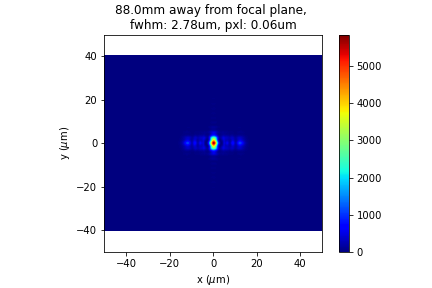 88.0mm away from focal plane,
fwhm: 2.78um, pxl: 0.06um
40
20
0
−20
−40
y (μm)
−40 −20 0 20 40
x (μm)
5000
4000
3000
2000
1000
0